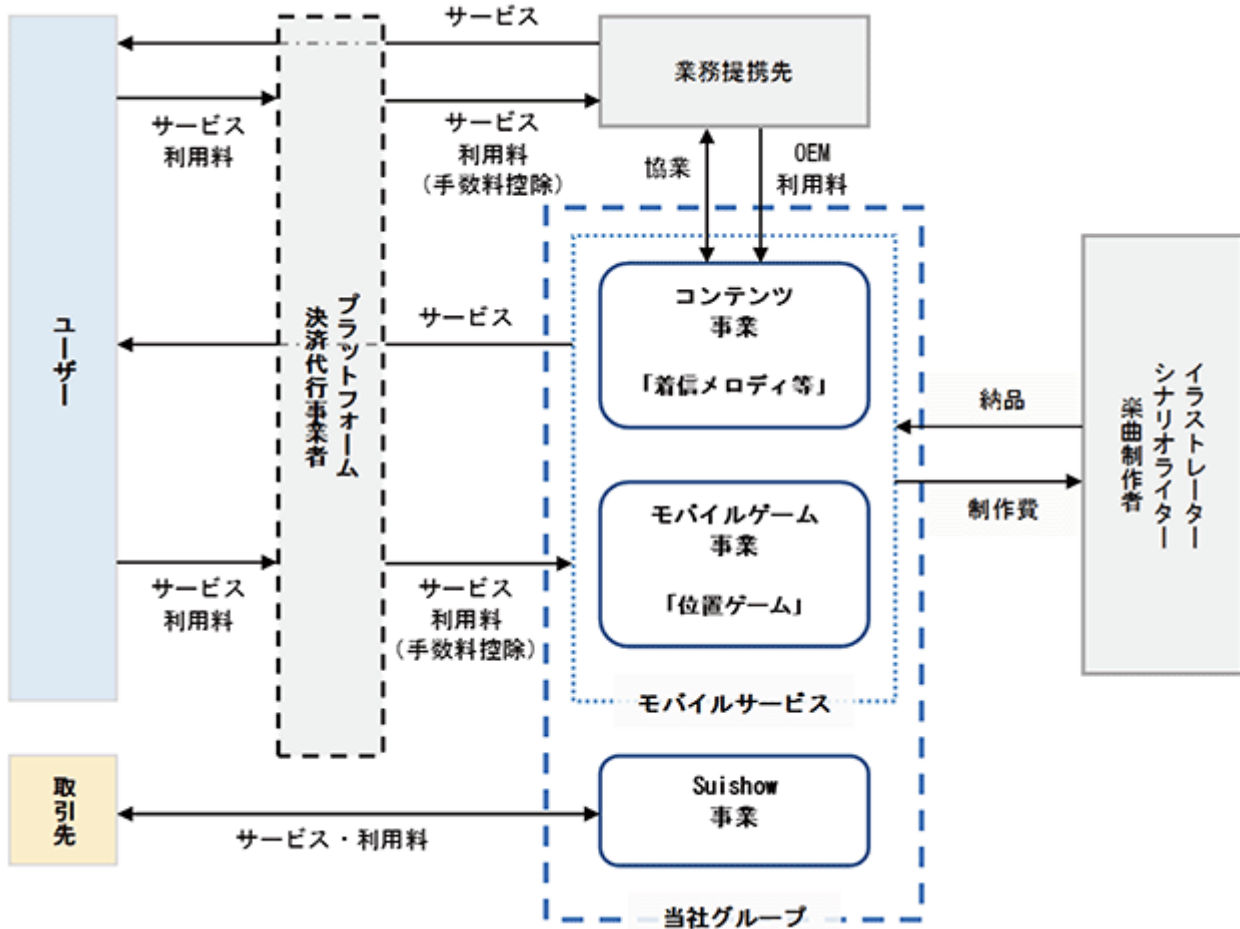 サービス
業務提携先
サービス
利用料
サービス
利用料
(手数料控除)
協業
OEM
利用料
ユーザー
プラットフォーム
決済代行事業者
サービス
コンテンツ
事業
「着信メロディ等」
納品
制作費
イラストレーター
シナリオライター
楽曲制作者
モバイルゲーム
事業
「位置ゲーム」
サービス
利用料
サービス
利用料
(手数料控除)
モバイルサービス
取引先
サービス・利用料
Suishow
事業
当社グループ